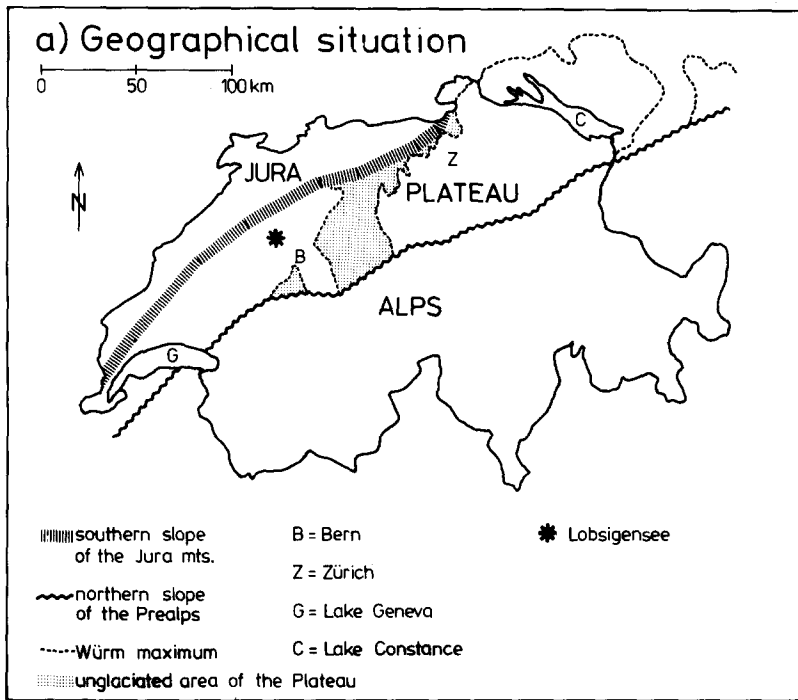 a) Geographical situation
0 50 100 km
C
JURA
Z
PLATEAU
N
B
ALPS
G
southern slope
of the Jura mts.
northern slope
of the Prealps
Würm maximum
unglaciated area of the Plateau
B = Bern
Z = Zürich
G = Lake Geneva
C = Lake Constance
Lobsigensee